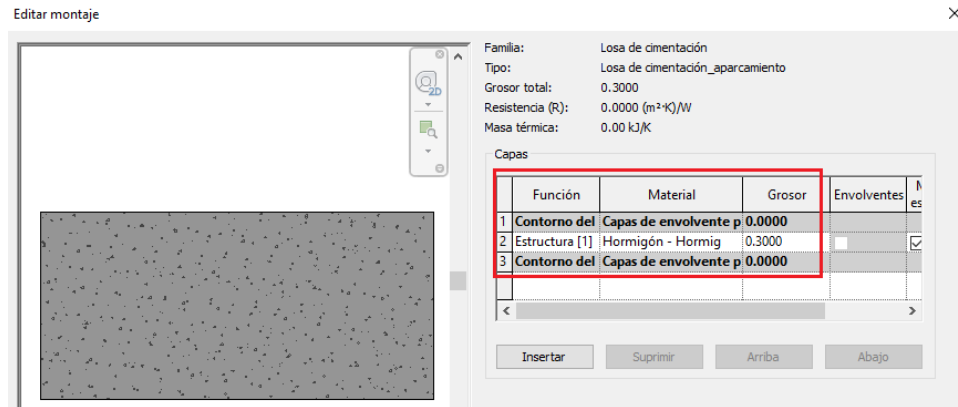 Editar montaje
2D
Familia: Losa de cimentación
Tipo: Losa de cimentación_aparcamiento
Grosor total: 0.3000
Resistencia (R): 0.0000 (m²·K)/W
Masa térmica: 0.00 kJ/K
Capas
Función Material Grosor Envolventes
1 Contorno del Capas de envolvente p 0.0000
2 Estructura [1] Hormigón - Hormig 0.3000
3 Contorno del Capas de envolvente p 0.0000
Insertar Suprimir Arriba Abajo